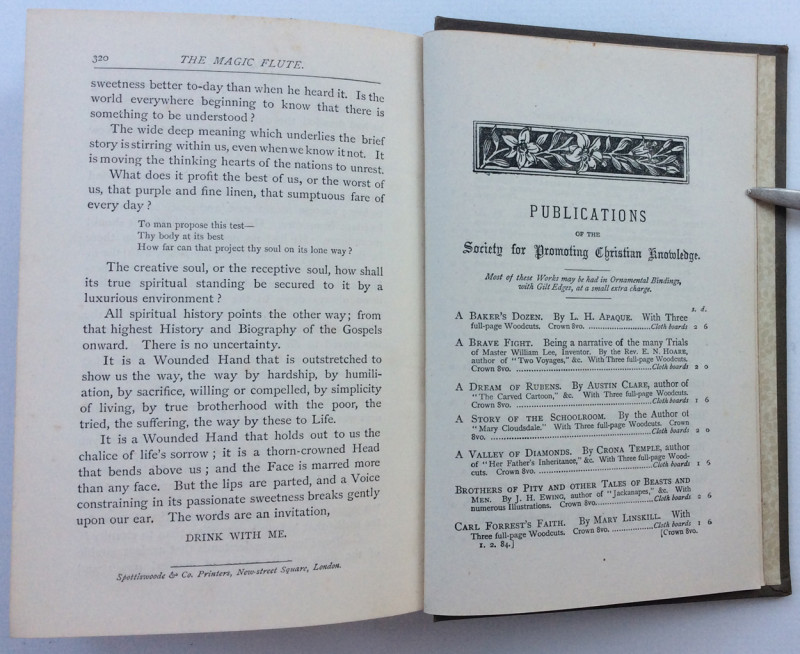 320 THE MAGIC FLUTE.
sweetness better to-day than when he heard it. Is the
world everywhere beginning to know that there is
something to be understood?
The wide deep meaning which underlies the brief
story is stirring within us, even when we know it not. It
is moving the thinking hearts of the nations to unrest.
What does it profit the best of us, or the worst of
us, that purple and fine linen, that sumptuous fare of
every day?
To man propose this test—
Thy body at its best
How far can that project thy soul on its lone way?
The creative soul, or the receptive soul, how shall
its true spiritual standing be secured to it by a
luxurious environment?
All spiritual history points the other way; from
that highest History and Biography of the Gospels
onward. There is no uncertainty.
It is a Wounded Hand that is outstretched to
show us the way, the way by hardship, by humili-
ation, by sacrifice, willing or compelled, by simplicity
of living, by true brotherhood with the poor, the
tried, the suffering, the way by these to Life.
It is a Wounded Hand that holds out to us the
chalice of life's sorrow; it is a thorn-crowned Head
that bends above us; and the Face is marred more
than any face. But the lips are parted, and a Voice
constraining in its passionate sweetness breaks gently
upon our ear. The words are an invitation,
DRINK WITH ME.
Spottiswoode & Co. Printers, New-street Square, London.
PUBLICATIONS
OF THE
Society for Promoting Christian Knowledge.
Most of these Works may be had in Ornamental Bindings,
with Gilt Edges, at a small extra charge.
s. d.
A BAKER'S DOZEN. By L. H. APAQUE. With Three
full-page Woodcuts. Crown 8vo. ..................Cloth boards 2 6
A BRAVE FIGHT. Being a narrative of the many Trials
of Master William Lee, Inventor. By the Rev. E. N. HOARE,
author of "Two Voyages," &c. With Three full-page Woodcuts.
Crown 8vo. ..................Cloth boards 2 0
A DREAM OF RUBENS. By AUSTIN CLARE, author of
"The Carved Cartoon," &c. With Three full-page Woodcuts.
Crown 8vo. ..................Cloth boards 1 6
A STORY OF THE SCHOOLROOM. By the Author of
"Mary Cloudsdale." With Three full-page Woodcuts. Crown
8vo. ..................Cloth boards 2 0
A VALLEY OF DIAMONDS. By CRONA TEMPLE, author
of "Her Father's Inheritance," &c. With Three full-page Wood-
cuts. Crown 8vo. ..................Cloth boards 1 6
BROTHERS OF PITY AND OTHER TALES OF BEASTS AND
MEN. By J. H. EWING, author of "Jackanapes," &c. With
numerous Illustrations. Crown 8vo. ..................Cloth boards 2 6
CARL FORREST'S FAITH. By MARY LINSKILL. With
Three full-page Woodcuts. Crown 8vo. ..................Cloth boards 1 6
1. 2. 84.] [Crown 8vo.